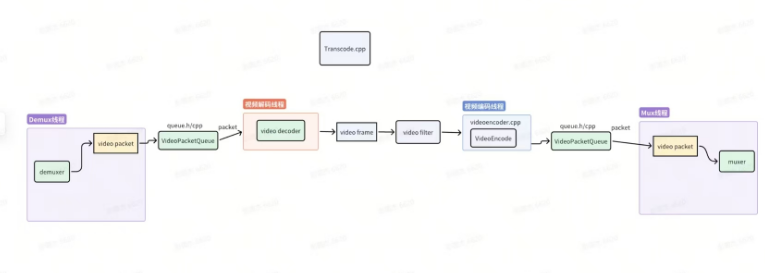 Transcode.cpp
Demux线程
demuxer
video packet
queue.h/cpp
VideoPacketQueue
packet
视频解码线程
video decoder
video frame
video filter
视频编码线程
videoencoder.cpp
VideoEncode
queue.h/cpp
VideoPacketQueue
packet
Mux线程
video packet
muxer